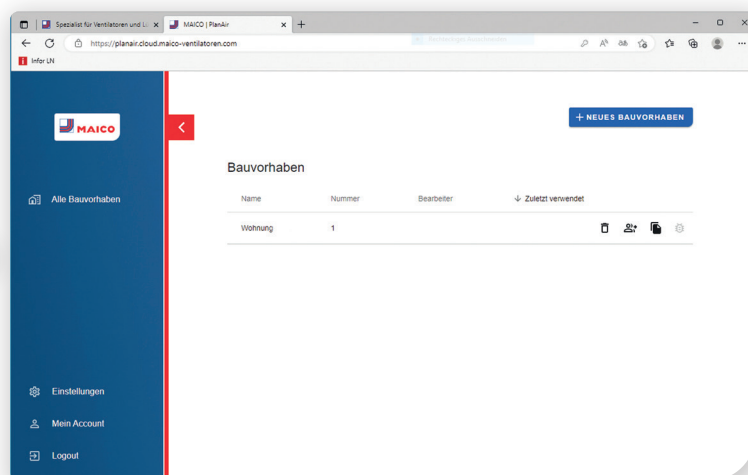 Spezialist für Ventilatoren und Lü
MAICO | PlanAir
https://planair.cloud.maico-ventilatoren.com
Infor LN
MAICO
+ NEUES BAUVORHABEN
Bauvorhaben
Name Nummer Bearbeiter Zuletzt verwendet
Wohnung 1
Alle Bauvorhaben
Einstellungen
Mein Account
Logout